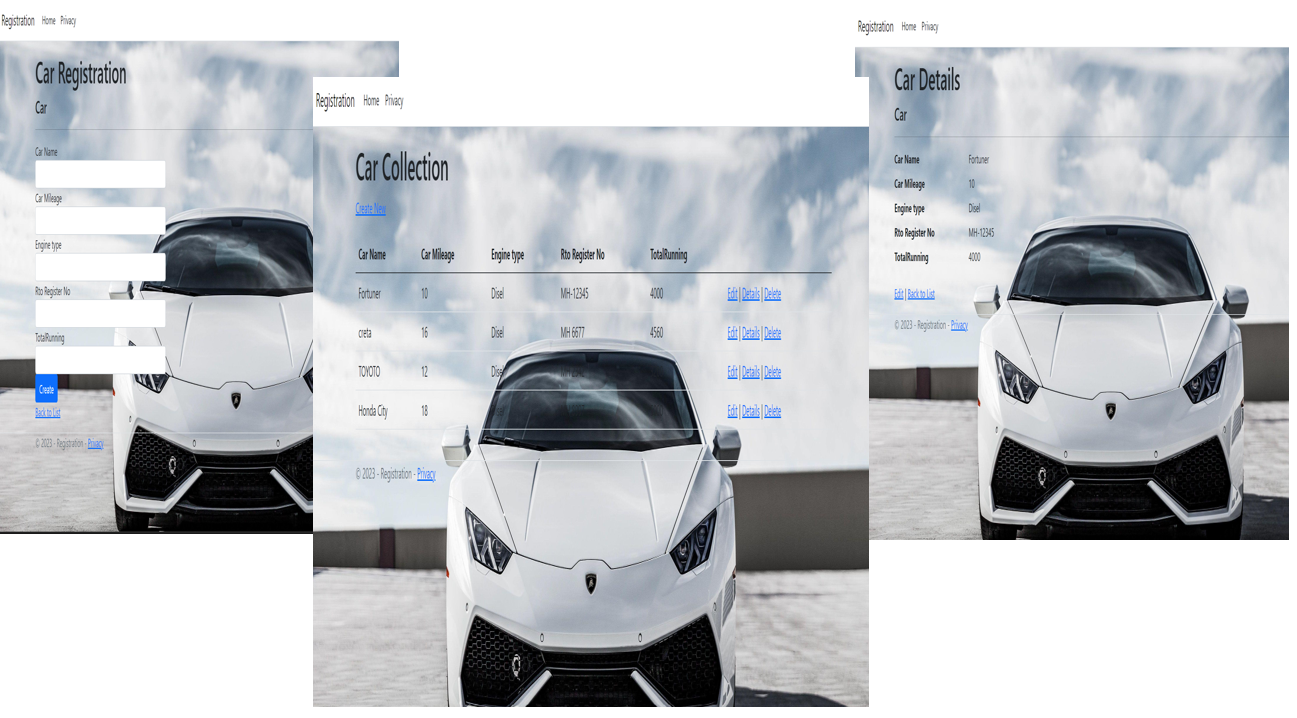 Registration Home Privacy
Car Registration
Car
Car Name
Car Mileage
Engine type
Rto Register No
TotalRunning
Create
Back to List
© 2023 - Registration - Privacy
Registration Home Privacy
Car Collection
Create New
Car Name Car Mileage Engine type Rto Register No TotalRunning
Fortuner 10 Disel MH-12345 4000 Edit | Details | Delete
creta 16 Disel MH 6677 4560 Edit | Details | Delete
TOYOTO 12 Edit | Details | Delete
Honda City 18 Edit | Details | Delete
© 2023 - Registration - Privacy
Registration Home Privacy
Car Details
Car
Car Name Fortuner
Car Mileage 10
Engine type Disel
Rto Register No MH-12345
TotalRunning 4000
Edit | Back to List
© 2023 - Registration - Privacy